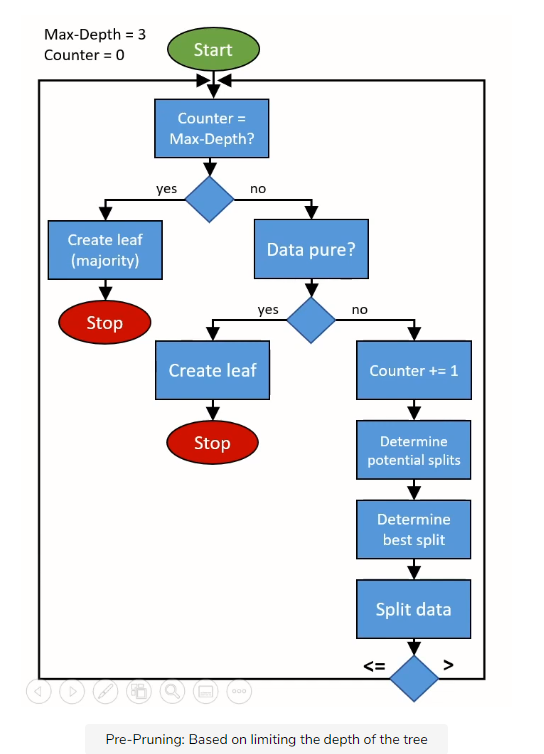 Max-Depth = 3
Counter = 0
Start
Counter =
Max-Depth?
yes
no
Create leaf
(majority)
Data pure?
Stop
yes
no
Create leaf
Counter += 1
Stop
Determine
potential splits
Determine
best split
Split data
<=
>
Pre-Pruning: Based on limiting the depth of the tree